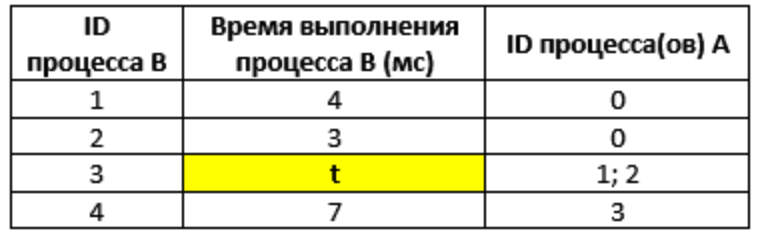 ID процесса B Время выполнения процесса B (мс) ID процесса(ов) A
1 4 0
2 3 0
3 t 1; 2
4 7 3